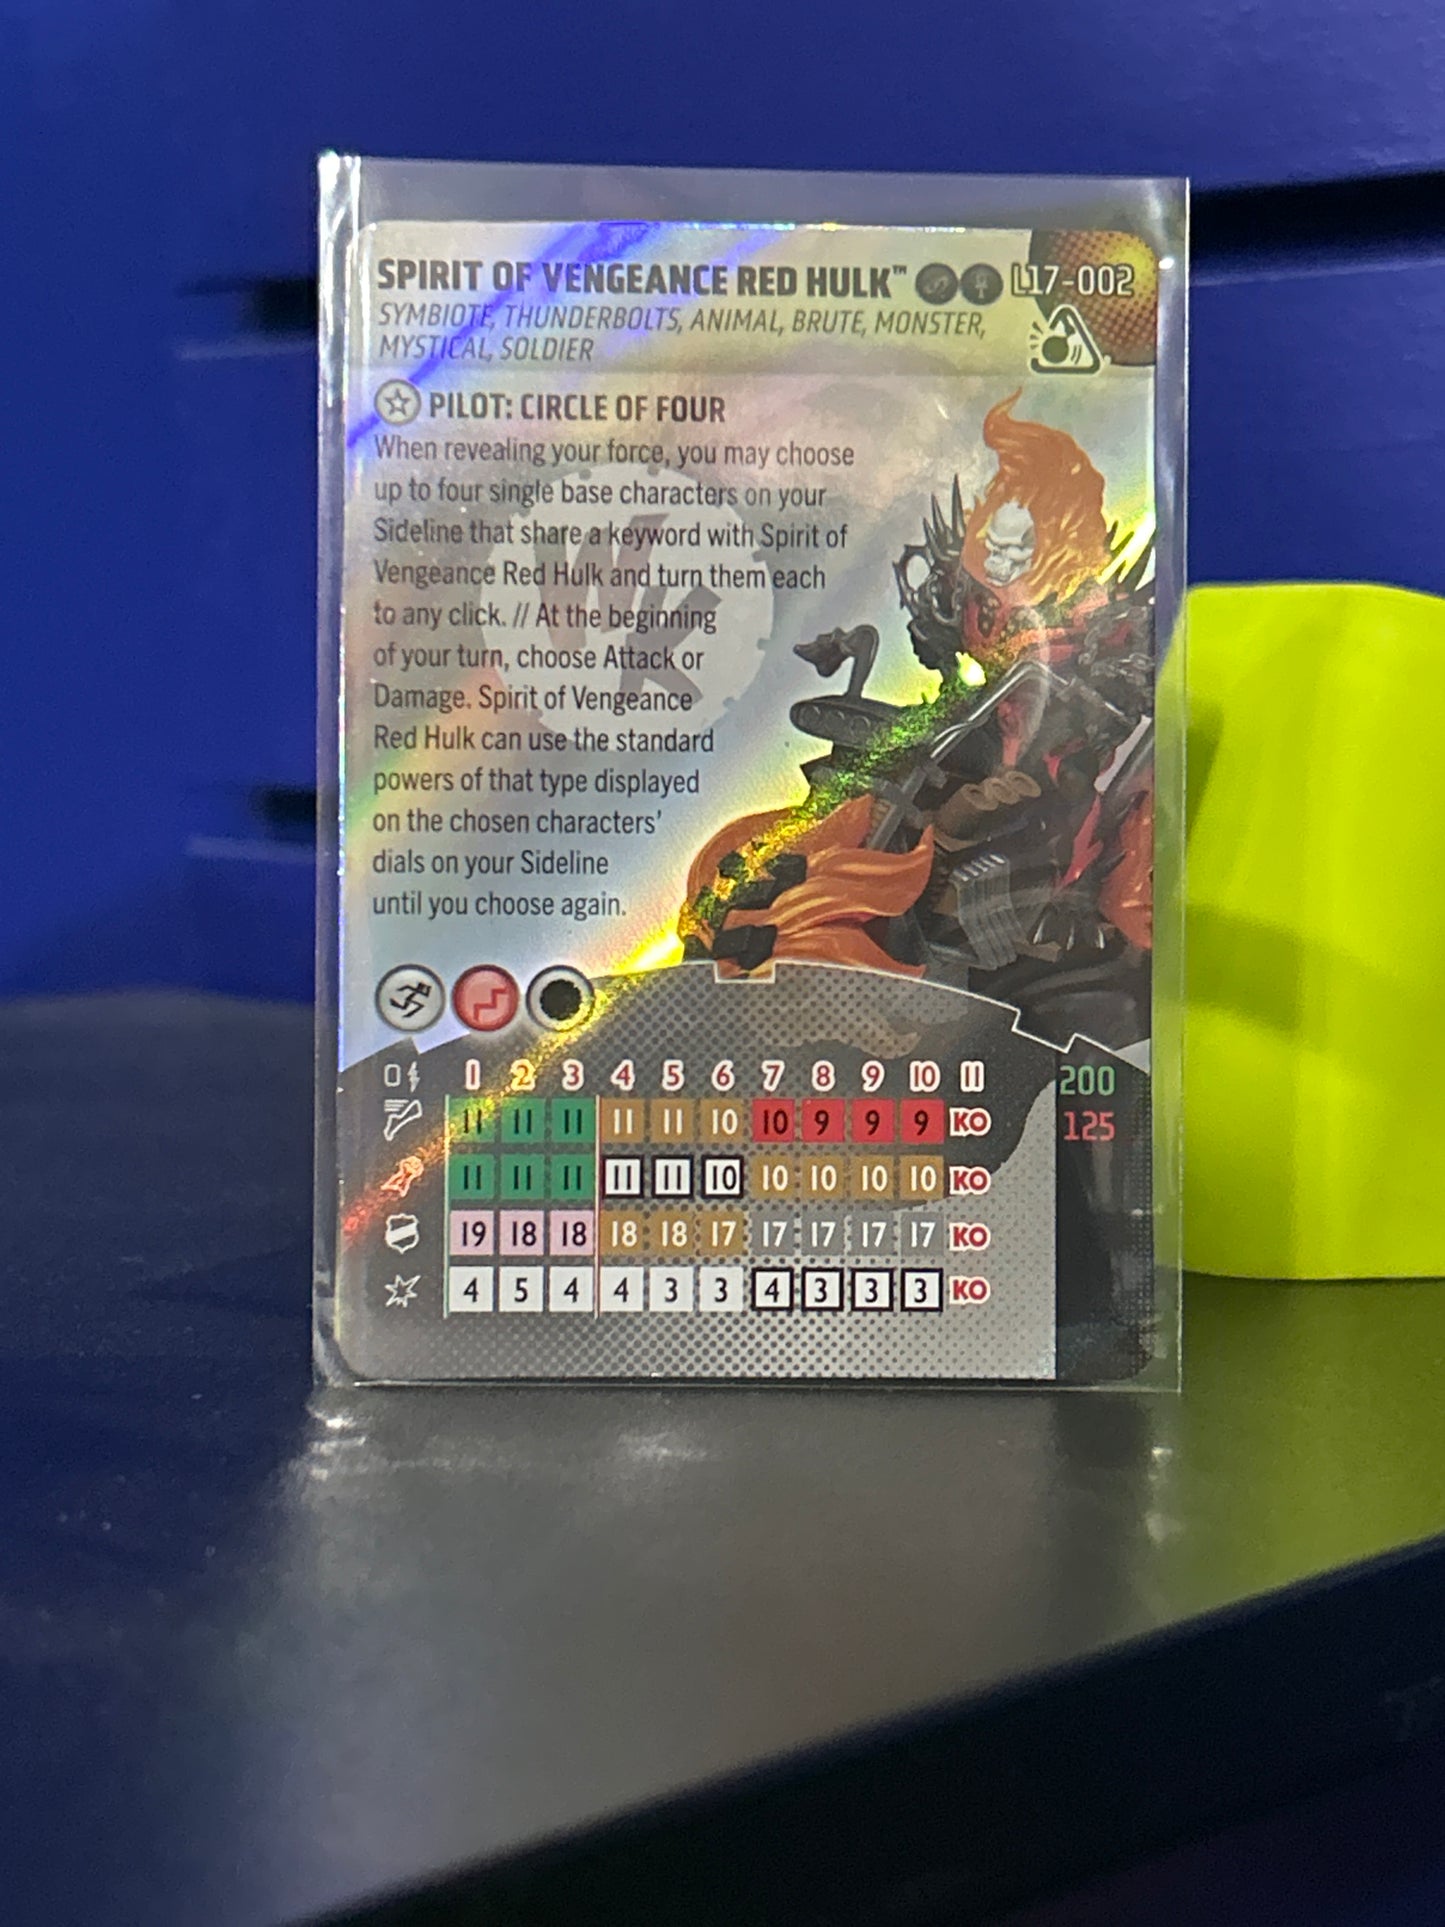 SPIRIT OF VENGEANCE RED HULK™ L17-002
SYMBIOTE, THUNDERBOLTS, ANIMAL, BRUTE, MONSTER,
MYSTICAL, SOLDIER
PILOT: CIRCLE OF FOUR
When revealing your force, you may choose
up to four single base characters on your
Sideline that share a keyword with Spirit of
Vengeance Red Hulk and turn them each
to any click. // At the beginning
of your turn, choose Attack or
Damage. Spirit of Vengeance
Red Hulk can use the standard
powers of that type displayed
on the chosen characters'
dials on your Sideline
until you choose again.
WK
0 1 2 3 4 5 6 7 8 9 10 11 200
11 11 11 11 11 10 10 9 9 9 KO 125
11 11 11 11 11 10 10 10 10 10 KO
19 18 18 18 18 17 17 17 17 17 KO
4 5 4 4 3 3 4 3 3 3 KO